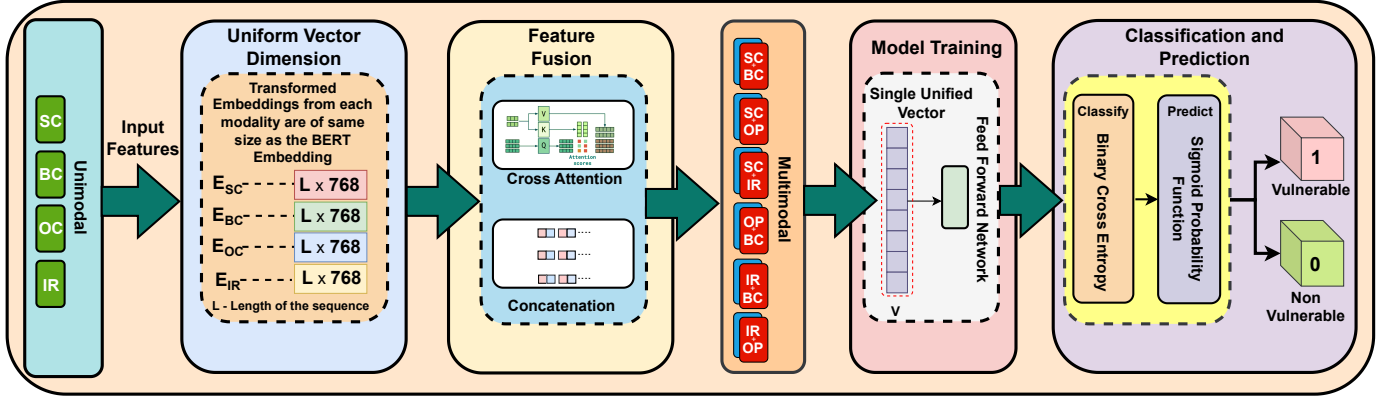 SC
BC
OC
IR
Unimodal
Input
Features
Uniform Vector
Dimension
Transformed
Embeddings from each
modality are of same
size as the BERT
Embedding
E_SC
L x 768
E_BC
L x 768
E_OC
L x 768
E_IR
L x 768
L - Length of the sequence
Feature
Fusion
V
K
Q
Attention
scores
Cross Attention
Concatenation
SC
+
BC
SC
+
OP
SC
+
IR
OP
+
BC
IR
+
BC
IR
+
OP
Multimodal
Model Training
Single Unified
Vector
V
Feed Forward Network
Classification and
Prediction
Classify
Binary Cross Entropy
Predict
Sigmoid Probability
Function
1
Vulnerable
0
Non
Vulnerable